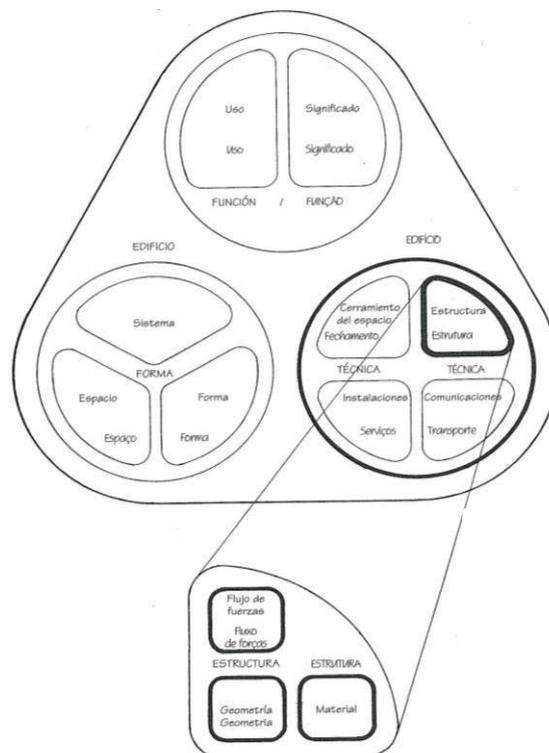 Uso
Significado
Uso
Significado
FUNCIÓN / FUNÇÃO
EDIFICIO
EDIFÍCIO
Sistema
FORMA
Espacio
Forma
Espaço
Forma
Cerramiento
del espacio
Fechamento
Estructura
Estrutura
TÉCNICA
TÉCNICA
Instalaciones
Comunicaciones
Serviços
Transporte
Flujo de
fuerzas
Fluxo
de forças
ESTRUCTURA
ESTRUTURA
Geometría
Geometria
Material